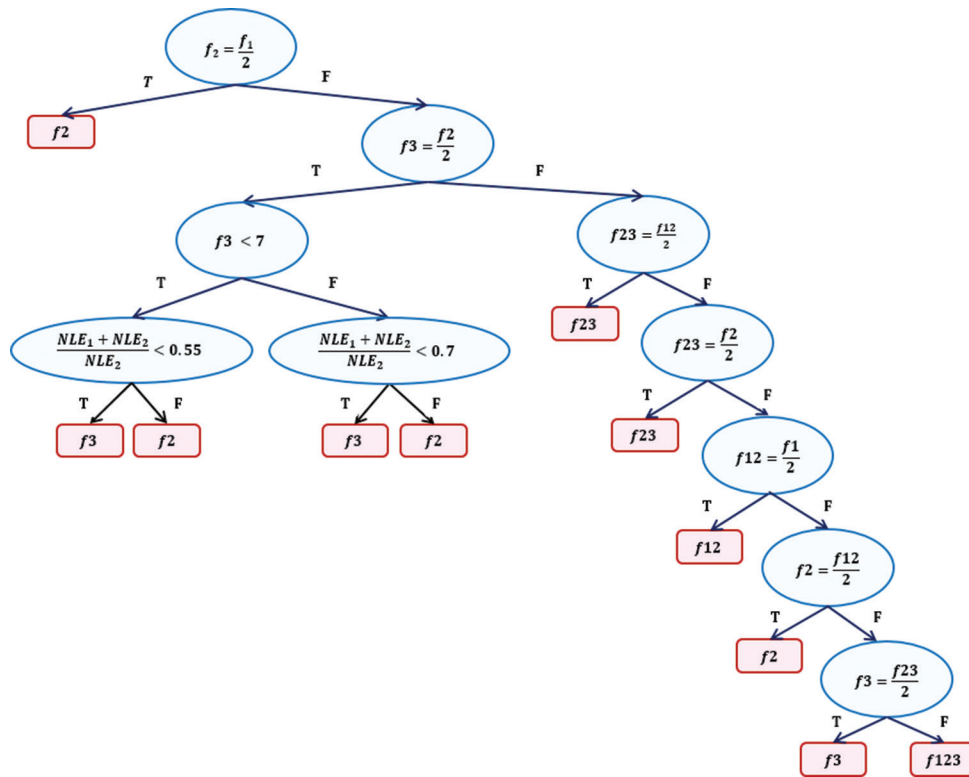 f₂ = f₁/2
T F
f2
f3 = f2/2
T F
f3 < 7
f23 = f12/2
T F T F
f23
(NLE₁ + NLE₂)/NLE₂ < 0.55
(NLE₁ + NLE₂)/NLE₂ < 0.7
f23 = f2/2
T F T F T F
f3 f2 f3 f2 f23
f12 = f1/2
T F
f12
f2 = f12/2
T F
f2
f3 = f23/2
T F
f3 f123